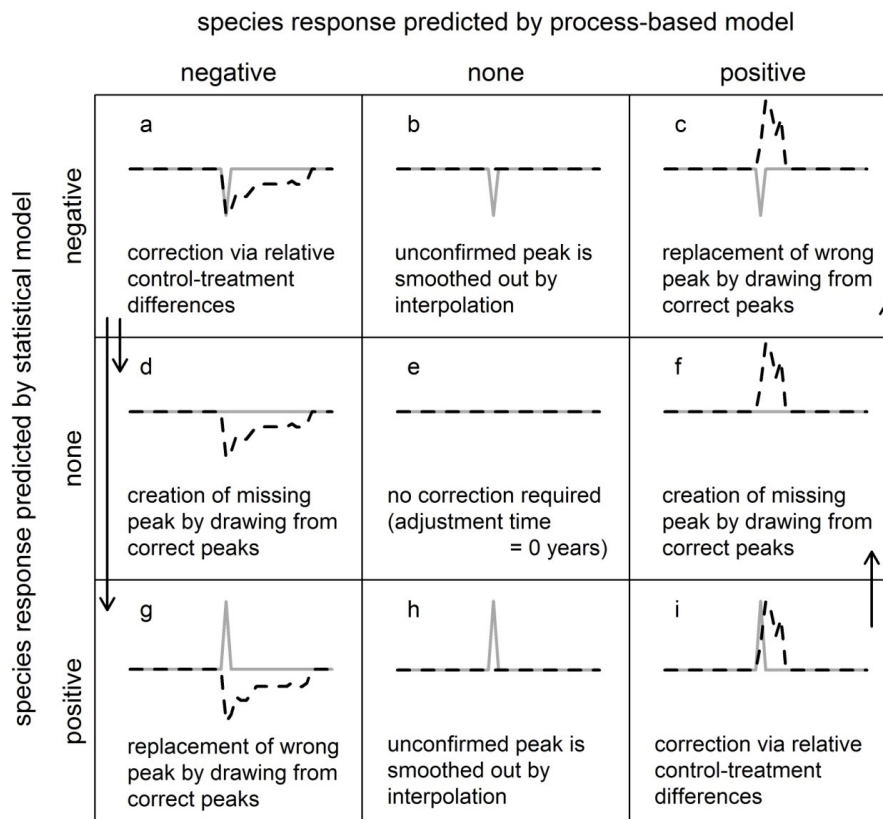 species response predicted by process-based model
negative
none
positive
species response predicted by statistical model
negative
a
correction via relative
control-treatment
differences
b
unconfirmed peak is
smoothed out by
interpolation
c
replacement of wrong
peak by drawing from
correct peaks
none
d
creation of missing
peak by drawing from
correct peaks
e
no correction required
(adjustment time
= 0 years)
f
creation of missing
peak by drawing from
correct peaks
positive
g
replacement of wrong
peak by drawing from
correct peaks
h
unconfirmed peak is
smoothed out by
interpolation
i
correction via relative
control-treatment
differences